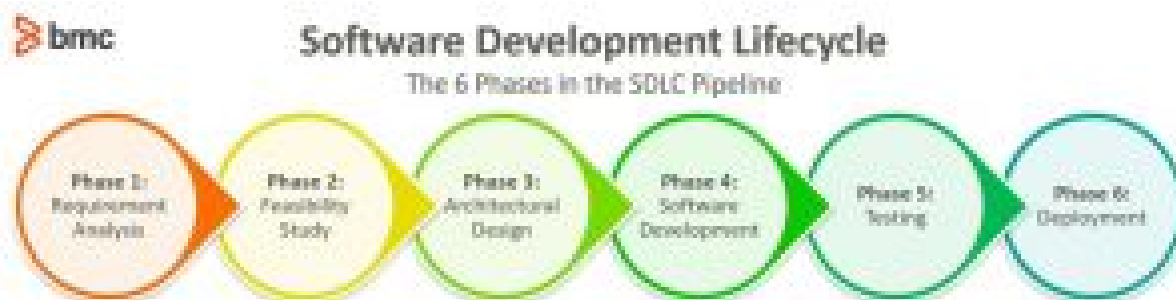 bmc
Software Development Lifecycle
The 6 Phases in the SDLC Pipeline
Phase 1:
Requirement
Analysis
Phase 2:
Feasibility
Study
Phase 3:
Architectural
Design
Phase 4:
Software
Development
Phase 5:
Testing
Phase 6:
Deployment